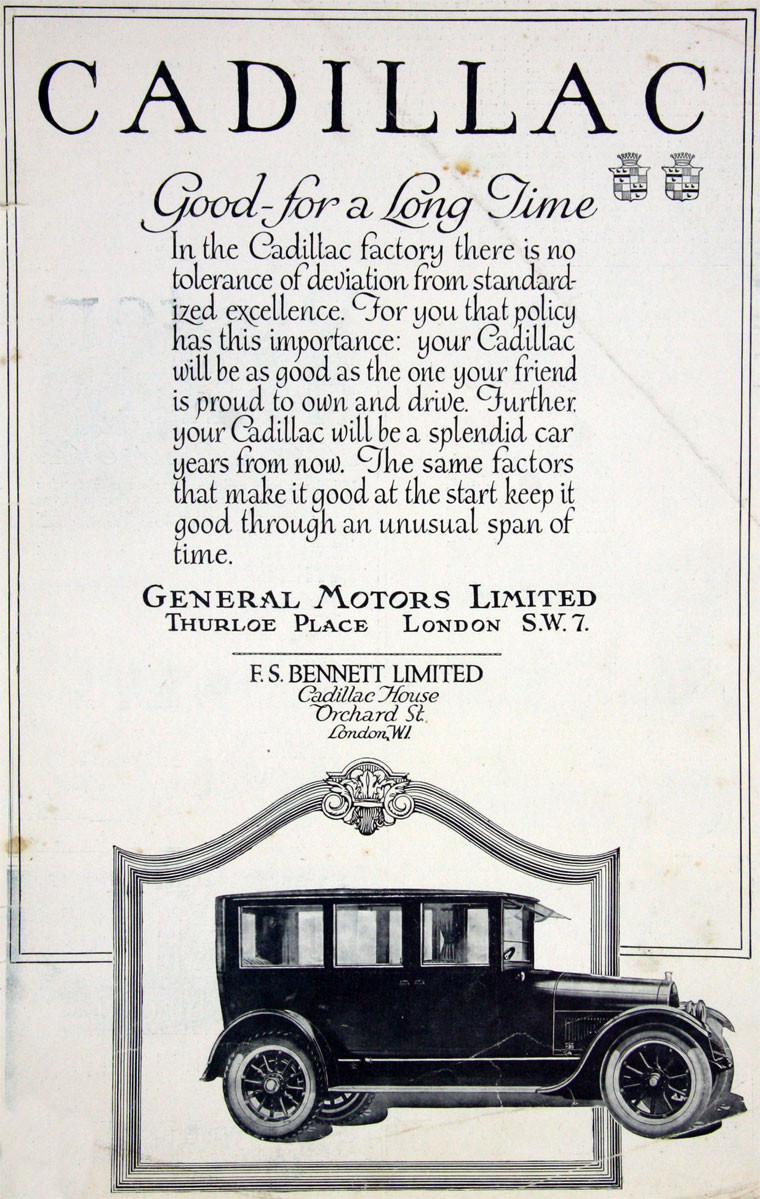 CADILLAC
Good-for a Long Time
In the Cadillac factory there is no
tolerance of deviation from standard-
ized excellence. For you that policy
has this importance: your Cadillac
will be as good as the one your friend
is proud to own and drive. Further,
your Cadillac will be a splendid car
years from now. The same factors
that make it good at the start keep it
good through an unusual span of
time.
GENERAL MOTORS LIMITED
THURLOE PLACE LONDON S.W. 7.
F. S. BENNETT LIMITED
Cadillac House
Orchard St.
London, W.I.